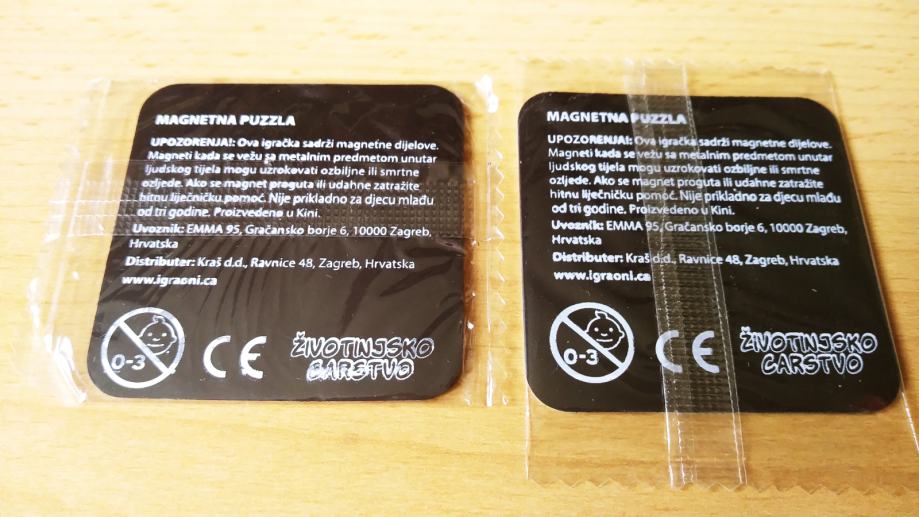 MAGNETNA PUZZLA
UPOZORENJA!: Ova igračka sadrži magnetne dijelove.
Magneti kada se vežu sa metalnim predmetom unutar
ljudskog tijela mogu uzrokovati ozbiljne ili smrtne
ozljede. Ako se magnet proguta ili udahne zatražite
hitnu liječničku pomoć. Nije prikladno za djecu mlađu
od tri godine. Proizvedeno u Kini.
Uvoznik: EMMA 95, Gračansko borje 6, 10000 Zagreb,
Hrvatska
Distributer: Kraš d.d., Ravnice 48, Zagreb, Hrvatska
www.igraoni.ca
0-3
CE
ŽIVOTINJSKO
CARSTVO
MAGNETNA PUZZLA
UPOZORENJA!: Ova igračka sadrži magnetne dijelove.
Magneti kada se vežu sa metalnim predmetom unutar
ljudskog tijela mogu uzrokovati ozbiljne ili smrtne
ozljede. Ako se magnet proguta ili udahne zatražite
hitnu liječničku pomoć. Nije prikladno za djecu mlađu
od tri godine. Proizvedeno u Kini.
Uvoznik: EMMA 95, Gračansko borje 6, 10000 Zagreb,
Hrvatska
Distributer: Kraš d.d., Ravnice 48, Zagreb, Hrvatska
www.igraoni.ca
0-3
CE
ŽIVOTINJSKO
CARSTVO